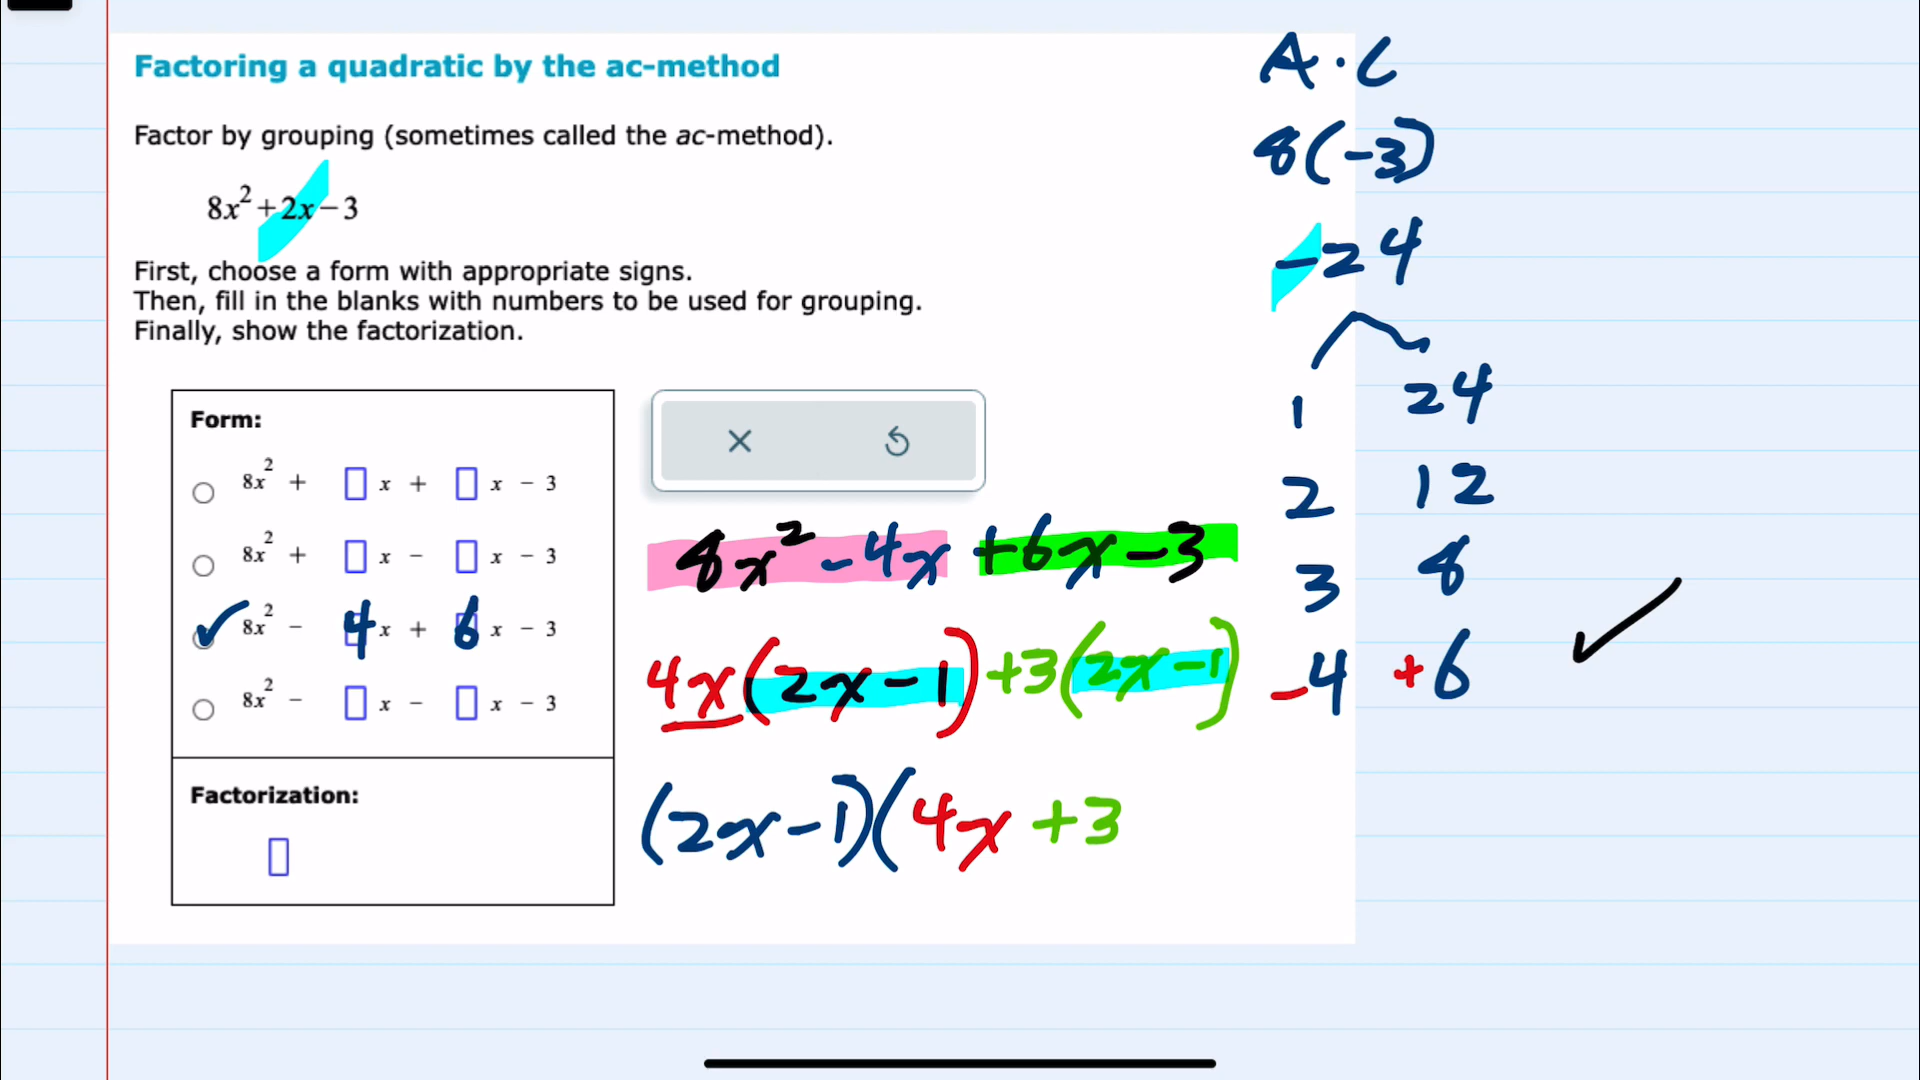 Factoring a quadratic by the ac-method
Factor by grouping (sometimes called the ac-method).
8x² + 2x − 3
First, choose a form with appropriate signs.
Then, fill in the blanks with numbers to be used for grouping.
Finally, show the factorization.
Form:
8x² + □x + □x − 3
8x² + □x − □x − 3
✓ 8x² − 4x + 6x − 3
8x² − □x − □x − 3
Factorization:
□
8x² − 4x + 6x − 3
4x(2x − 1) + 3(2x − 1)
(2x − 1)(4x + 3
A · C
8(−3)
−24
1 24
2 12
3 8
−4 +6 ✓